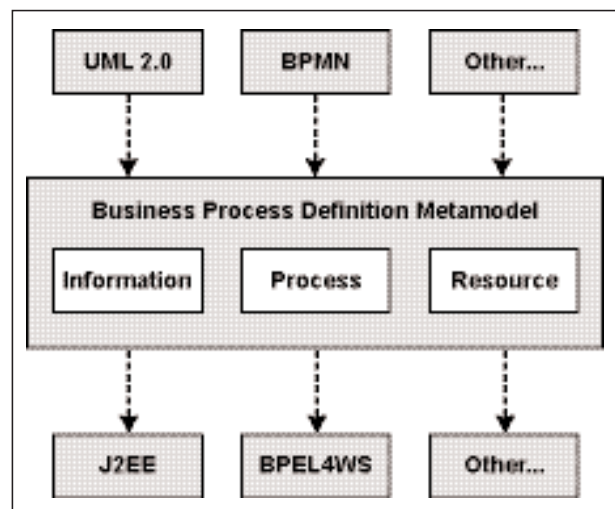 UML 2.0 BPMN Other...
Business Process Definition Metamodel
Information Process Resource
J2EE BPEL4WS Other...